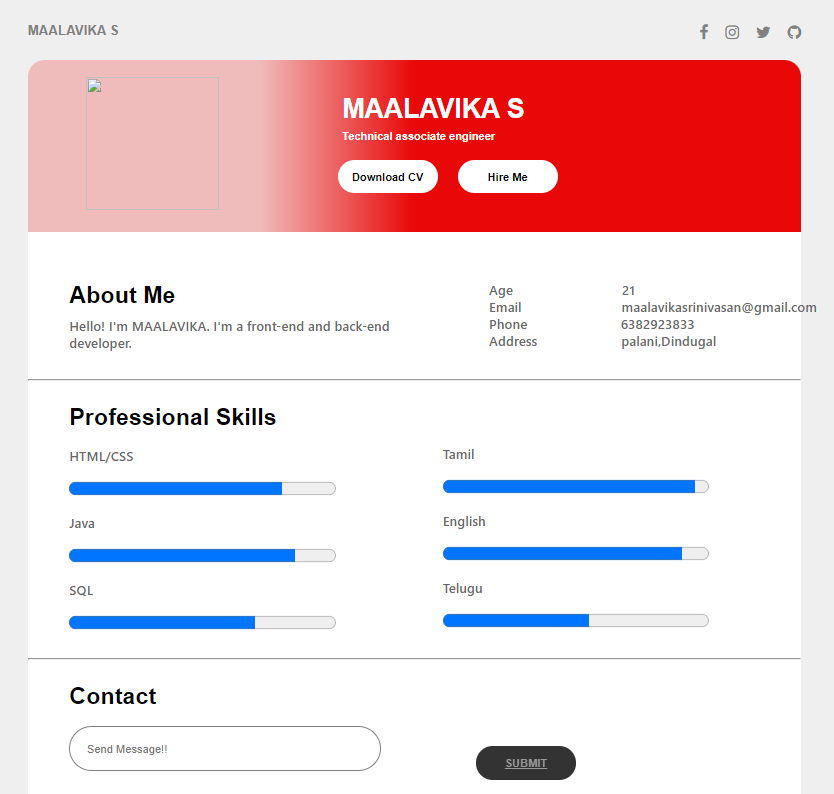 MAALAVIKA S
MAALAVIKA S
Technical associate engineer
Download CV
Hire Me
About Me
Hello! I'm MAALAVIKA. I'm a front-end and back-end
developer.
Age 21
Email maalavikasrinivasan@gmail.com
Phone 6382923833
Address palani,Dindugal
Professional Skills
HTML/CSS
Java
SQL
Tamil
English
Telugu
Contact
Send Message!!
SUBMIT